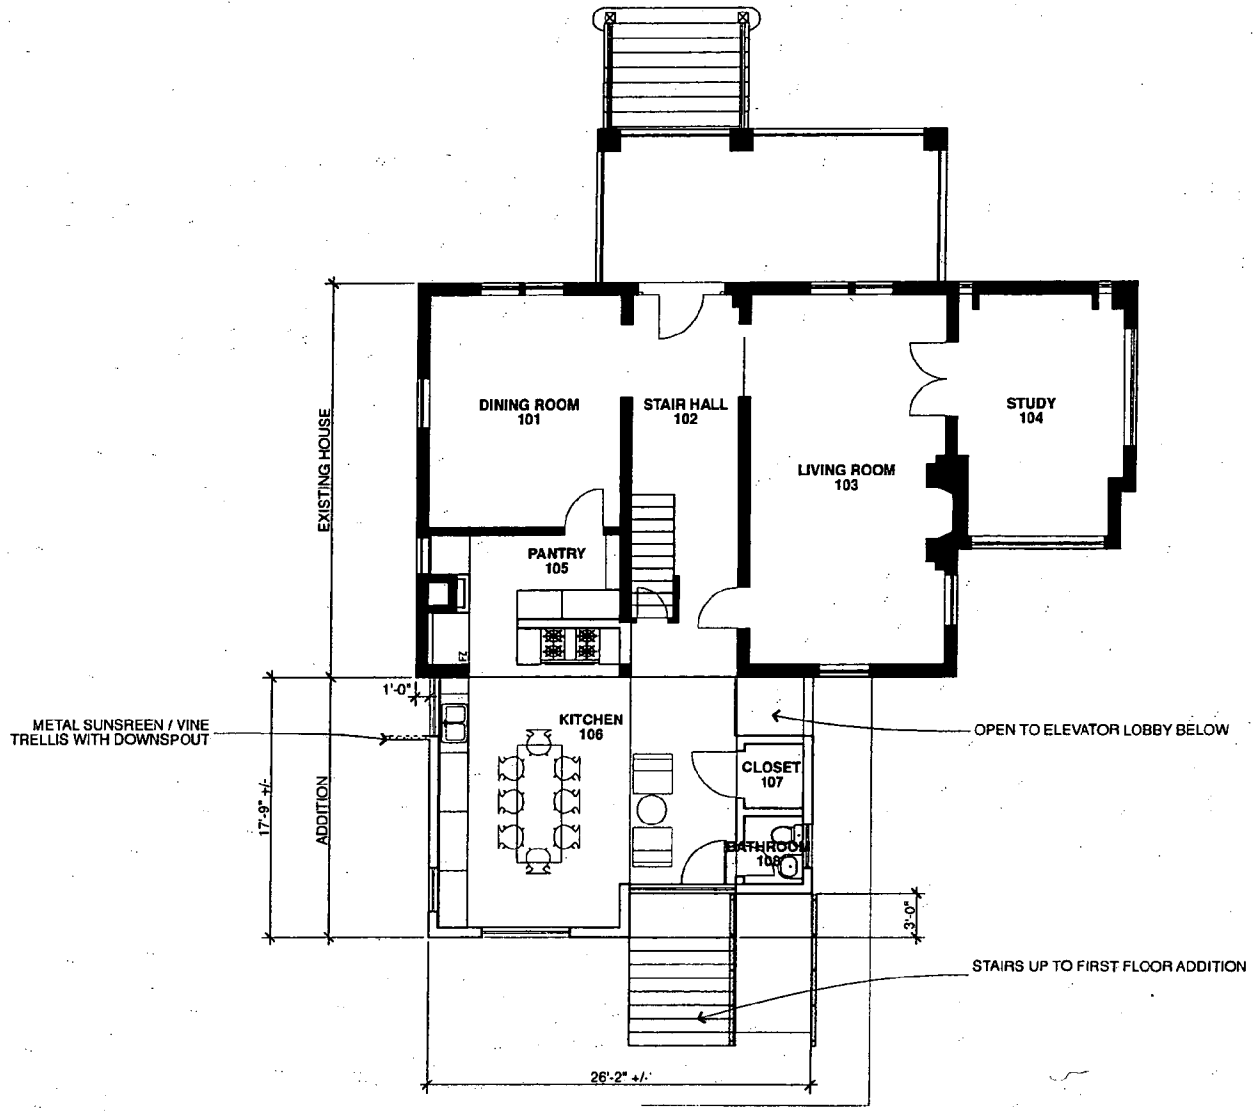 DINING ROOM
101
STAIR HALL
102
STUDY
104
LIVING ROOM
103
EXISTING HOUSE
PANTRY
105
FZ
1'-0"
METAL SUNSREEN / VINE
TRELLIS WITH DOWNSPOUT
KITCHEN
106
OPEN TO ELEVATOR LOBBY BELOW
CLOSET
107
17'-9" +/-
ADDITION
BATHROOM
108
3'-0"
STAIRS UP TO FIRST FLOOR ADDITION
26'-2" +/-